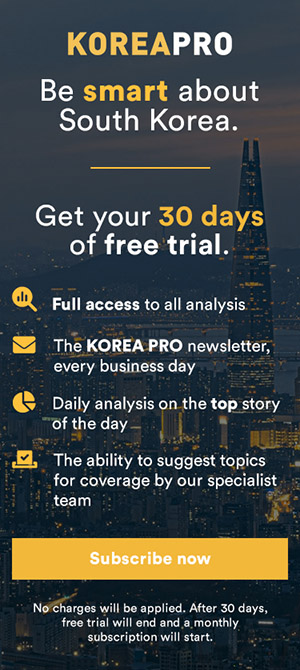 KOREAPRO
Be smart about
South Korea.
Get your 30 days
of free trial.
Full access to all analysis
The KOREA PRO newsletter,
every business day
Daily analysis on the top story
of the day
The ability to suggest topics
for coverage by our specialist
team
Subscribe now
No charges will be applied. After 30 days,
free trial will end and a monthly
subscription will start.